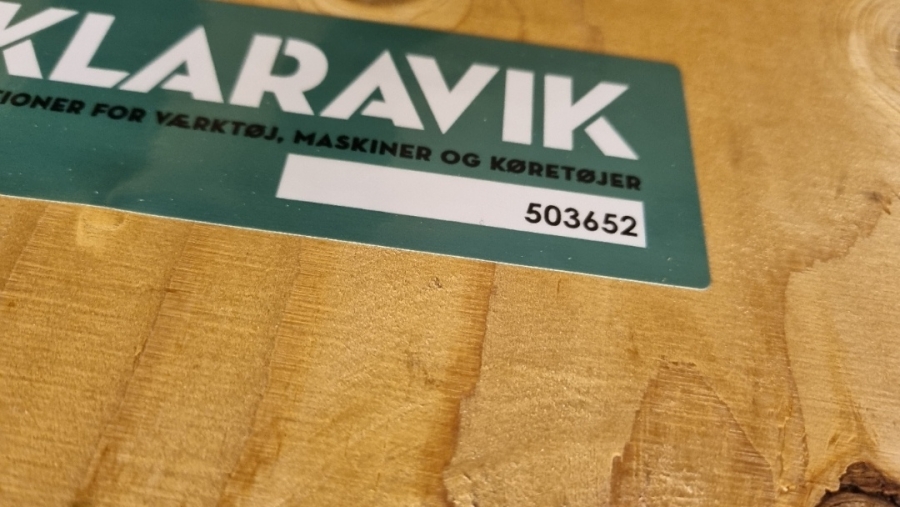 KLARAVIK
TIONER FOR VÆRKTØJ, MASKINER OG KØRETØJER
503652